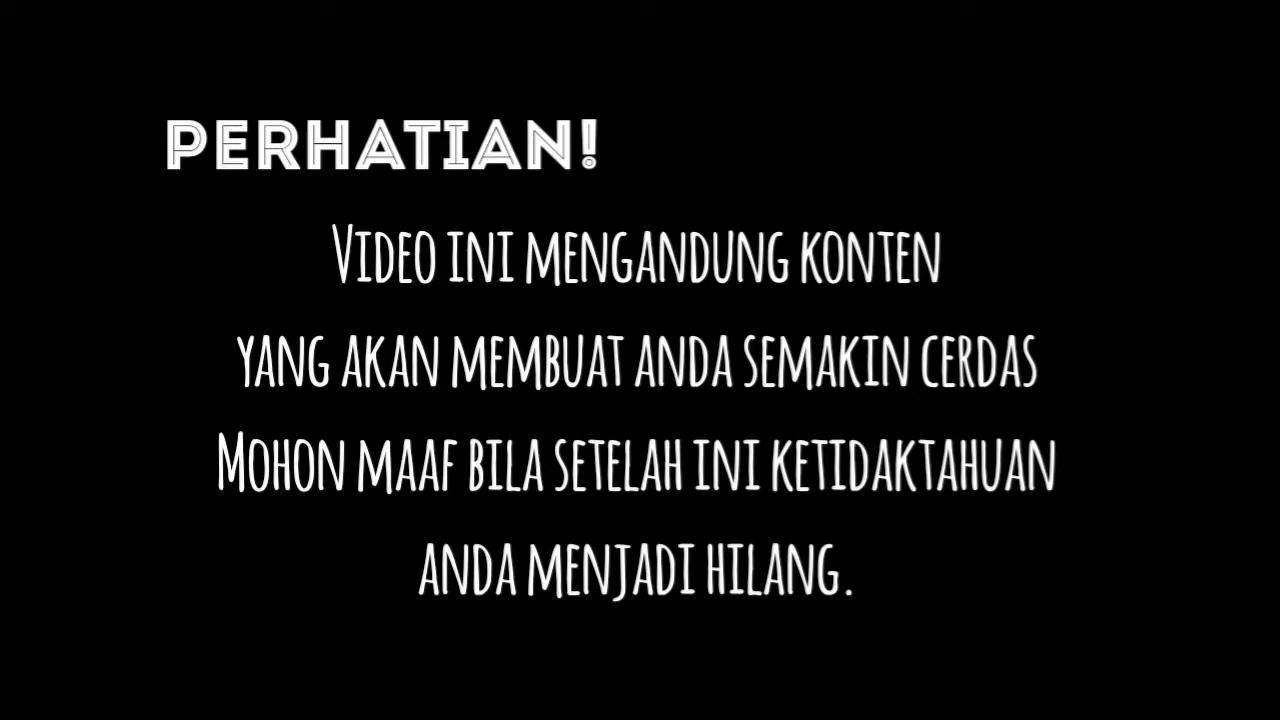 PERHATIAN!
VIDEO INI MENGANDUNG KONTEN
YANG AKAN MEMBUAT ANDA SEMAKIN CERDAS
MOHON MAAF BILA SETELAH INI KETIDAKTAHUAN
ANDA MENJADI HILANG.